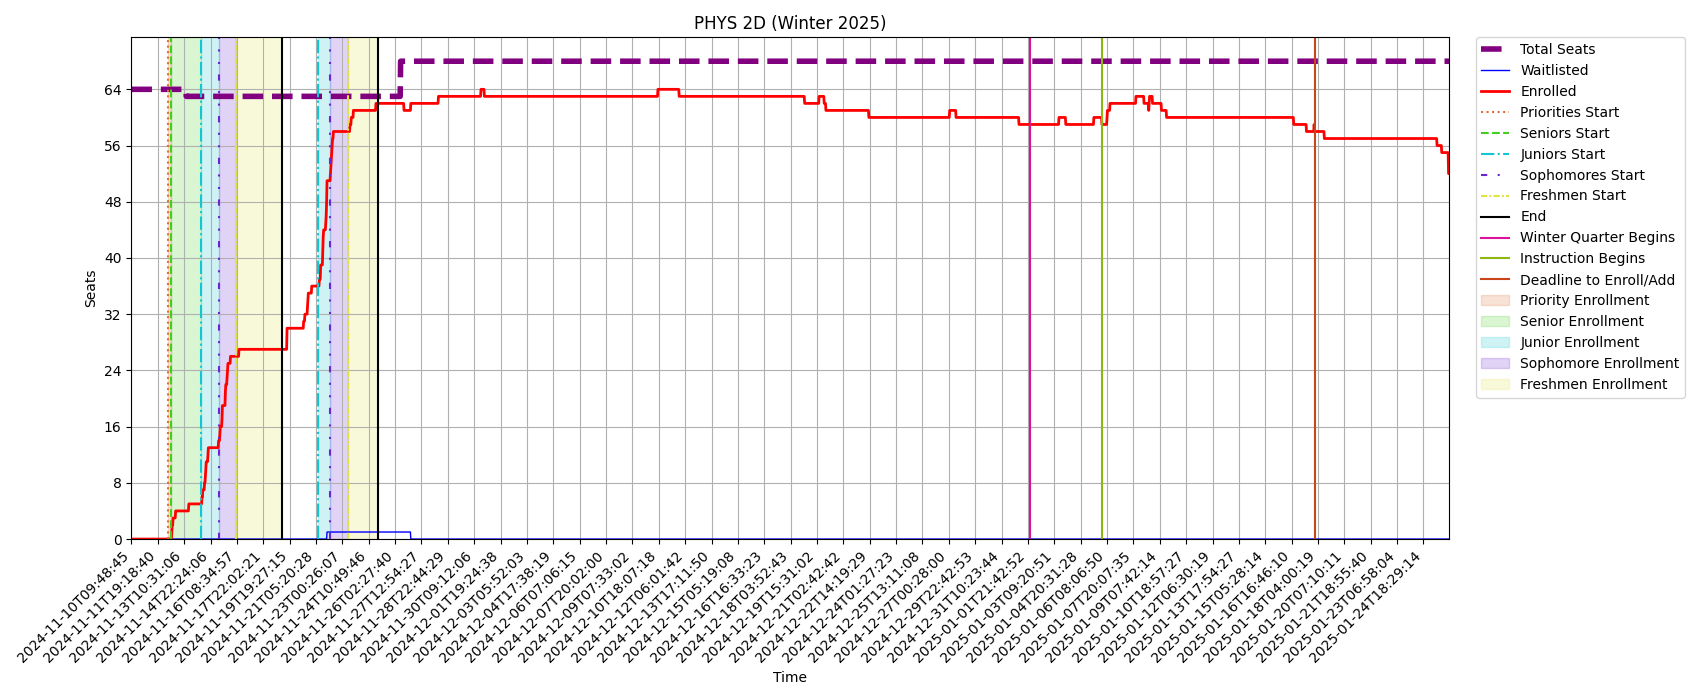 PHYS 2D (Winter 2025)
Seats
64
56
48
40
32
24
16
8
0
2024-11-10T09:48:45
2024-11-11T19:18:40
2024-11-13T10:31:06
2024-11-14T22:24:06
2024-11-16T08:34:57
2024-11-17T22:02:21
2024-11-19T19:27:15
2024-11-21T05:20:28
2024-11-23T00:26:07
2024-11-24T10:49:46
2024-11-26T02:27:40
2024-11-27T12:54:27
2024-11-28T22:44:29
2024-11-30T09:12:06
2024-12-01T19:24:38
2024-12-03T05:52:03
2024-12-04T17:38:19
2024-12-06T07:06:15
2024-12-07T20:02:00
2024-12-09T07:33:02
2024-12-10T18:07:18
2024-12-12T06:01:42
2024-12-13T17:11:50
2024-12-15T05:19:08
2024-12-16T16:33:23
2024-12-18T03:52:43
2024-12-19T15:31:02
2024-12-21T02:42:42
2024-12-22T14:19:29
2024-12-24T01:27:23
2024-12-25T13:11:08
2024-12-27T00:28:00
2024-12-29T22:42:53
2024-12-31T10:23:44
2025-01-01T21:42:52
2025-01-03T09:20:51
2025-01-04T20:31:28
2025-01-06T08:06:50
2025-01-07T20:07:35
2025-01-09T07:42:14
2025-01-10T18:57:27
2025-01-12T06:30:19
2025-01-13T17:54:27
2025-01-15T05:28:14
2025-01-16T16:46:10
2025-01-18T04:00:19
2025-01-20T07:10:11
2025-01-21T18:55:40
2025-01-23T06:58:04
2025-01-24T18:29:14
Time
Total Seats
Waitlisted
Enrolled
Priorities Start
Seniors Start
Juniors Start
Sophomores Start
Freshmen Start
End
Winter Quarter Begins
Instruction Begins
Deadline to Enroll/Add
Priority Enrollment
Senior Enrollment
Junior Enrollment
Sophomore Enrollment
Freshmen Enrollment